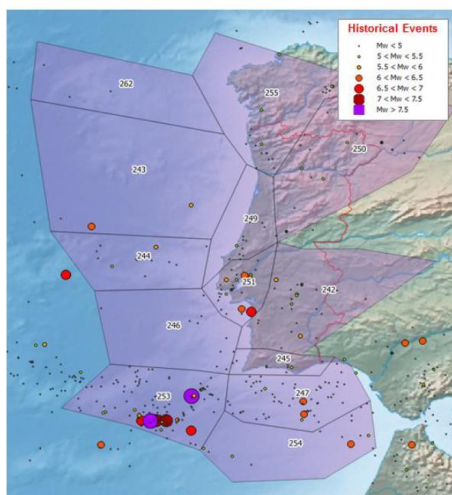 Historical Events
Mw < 5
5 < Mw < 5.5
5.5 < Mw < 6
6 < Mw < 6.5
6.5 < Mw < 7
7 < Mw < 7.5
Mw > 7.5
262
255
250
243
249
244
251
242
246
245
253
247
254